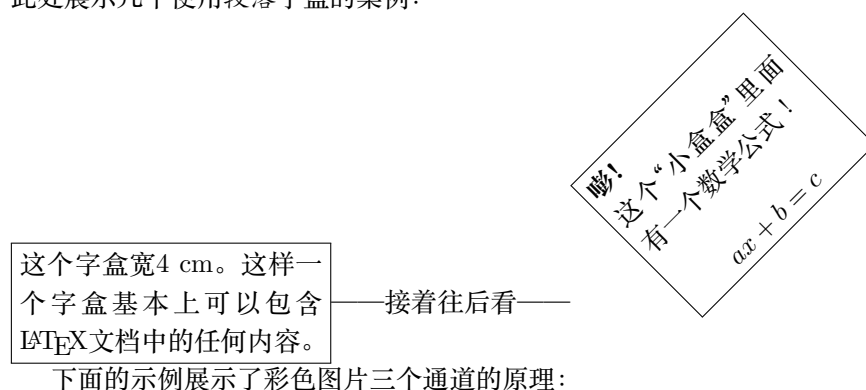 此处展示几个使用段落子盒的案例：
嘭！
这个“小盒盒”里面
有一个数学公式！
ax + b = c
这个字盒宽4 cm。这样一
个字盒基本上可以包含
LATEX文档中的任何内容。
——接着往后看——
下面的示例展示了彩色图片三个通道的原理：